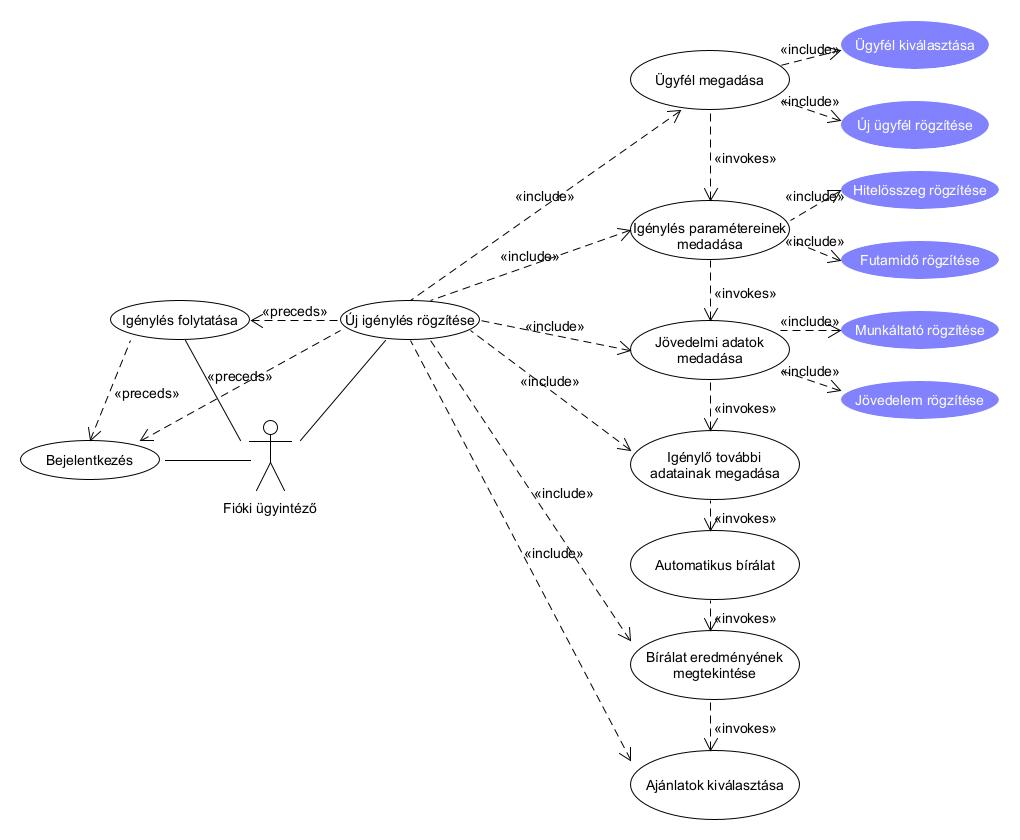 «include»
Ügyfél kiválasztása
Ügyfél megadása
«include»
Új ügyfél rögzítése
«invokes»
«include»
«include»
Hitelösszeg rögzítése
Igénylés paramétereinek
medadása
«include»
«include»
Futamidő rögzítése
«invokes»
«preceds»
Igénylés folytatása
Új igénylés rögzítése
«include»
«include»
Munkáltató rögzítése
Jövedelmi adatok
medadása
«preceds»
«preceds»
«include»
«include»
Jövedelem rögzítése
«invokes»
Bejelentkezés
Igénylő további
adatainak megadása
Fióki ügyintéző
«include»
«invokes»
«include»
Automatikus bírálat
«invokes»
Bírálat eredményének
megtekintése
«invokes»
Ajánlatok kiválasztása